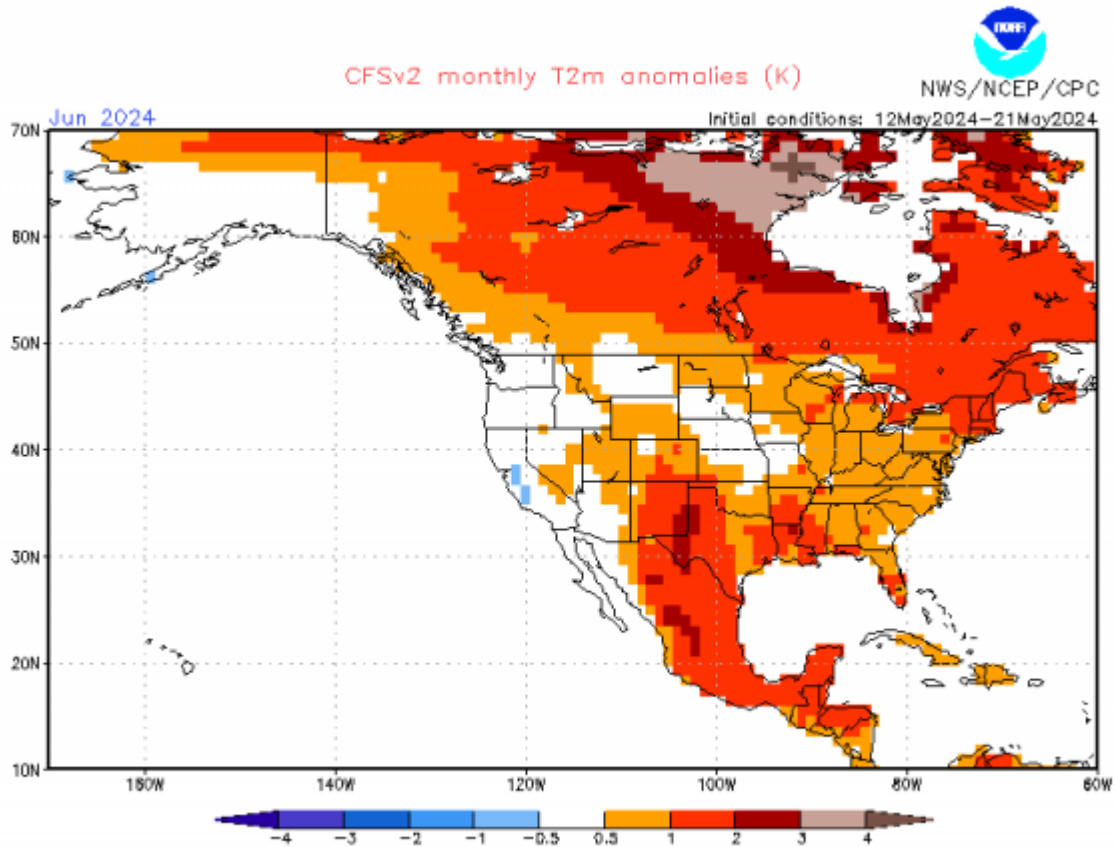 NOAA
CFSv2 monthly T2m anomalies (K)
NWS/NCEP/CPC
Jun 2024
Initial conditions: 12May2024-21May2024
70N
60N
50N
40N
30N
20N
10N
160W 140W 120W 100W 80W 60W
-4 -3 -2 -1 -0.5 0.5 1 2 3 4